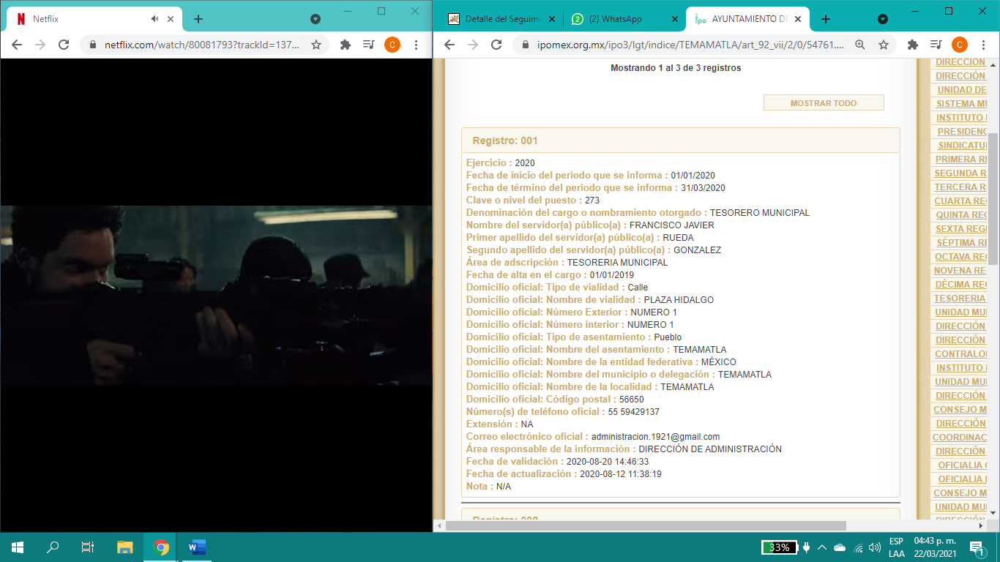 Netflix
netflix.com/watch/80081793?trackId=137...
C
Detalle del Seguimi
(2) WhatsApp
ipo
AYUNTAMIENTO DE
ipomex.org.mx/ipo3/lgt/indice/TEMAMATLA/art_92_vii/2/0/54761....
C
Mostrando 1 al 3 de 3 registros
MOSTRAR TODO
Registro: 001
Ejercicio : 2020
Fecha de inicio del periodo que se informa : 01/01/2020
Fecha de término del periodo que se informa : 31/03/2020
Clave o nivel del puesto : 273
Denominación del cargo o nombramiento otorgado : TESORERO MUNICIPAL
Nombre del servidor(a) público(a) : FRANCISCO JAVIER
Primer apellido del servidor(a) público(a) : RUEDA
Segundo apellido del servidor(a) público(a) : GONZALEZ
Área de adscripción : TESORERIA MUNICIPAL
Fecha de alta en el cargo : 01/01/2019
Domicilio oficial: Tipo de vialidad : Calle
Domicilio oficial: Nombre de vialidad : PLAZA HIDALGO
Domicilio oficial: Número Exterior : NUMERO 1
Domicilio oficial: Número interior : NUMERO 1
Domicilio oficial: Tipo de asentamiento : Pueblo
Domicilio oficial: Nombre del asentamiento : TEMAMATLA
Domicilio oficial: Nombre de la entidad federativa : MÉXICO
Domicilio oficial: Nombre del municipio o delegación : TEMAMATLA
Domicilio oficial: Nombre de la localidad : TEMAMATLA
Domicilio oficial: Código postal : 56650
Número(s) de teléfono oficial : 55 59429137
Extensión : NA
Correo electrónico oficial : administracion.1921@gmail.com
Área responsable de la información : DIRECCIÓN DE ADMINISTRACIÓN
Fecha de validación : 2020-08-20 14:46:33
Fecha de actualización : 2020-08-12 11:38:19
Nota : N/A
DIRECCIÓN
DIRECCIÓN
UNIDAD DE
SISTEMA MU
INSTITUTO
PRESIDENC
SINDICATU
PRIMERA RE
SEGUNDA R
TERCERA R
CUARTA REG
QUINTA REG
SEXTA REGI
SÉPTIMA RE
OCTAVA REG
NOVENA RE
DÉCIMA REG
TESORERIA
UNIDAD MUI
DIRECCIÓN
DIRECCIÓN
CONTRALOI
INSTITUTO
UNIDAD MUI
DIRECCIÓN
CONSEJO M
DIRECCIÓN
COORDINAC
DIRECCIÓN
OFICIALIA
OFICIALIA
CONSEJO M
UNIDAD MUI
33%
ESP
LAA
04:43 p. m.
22/03/2021
1